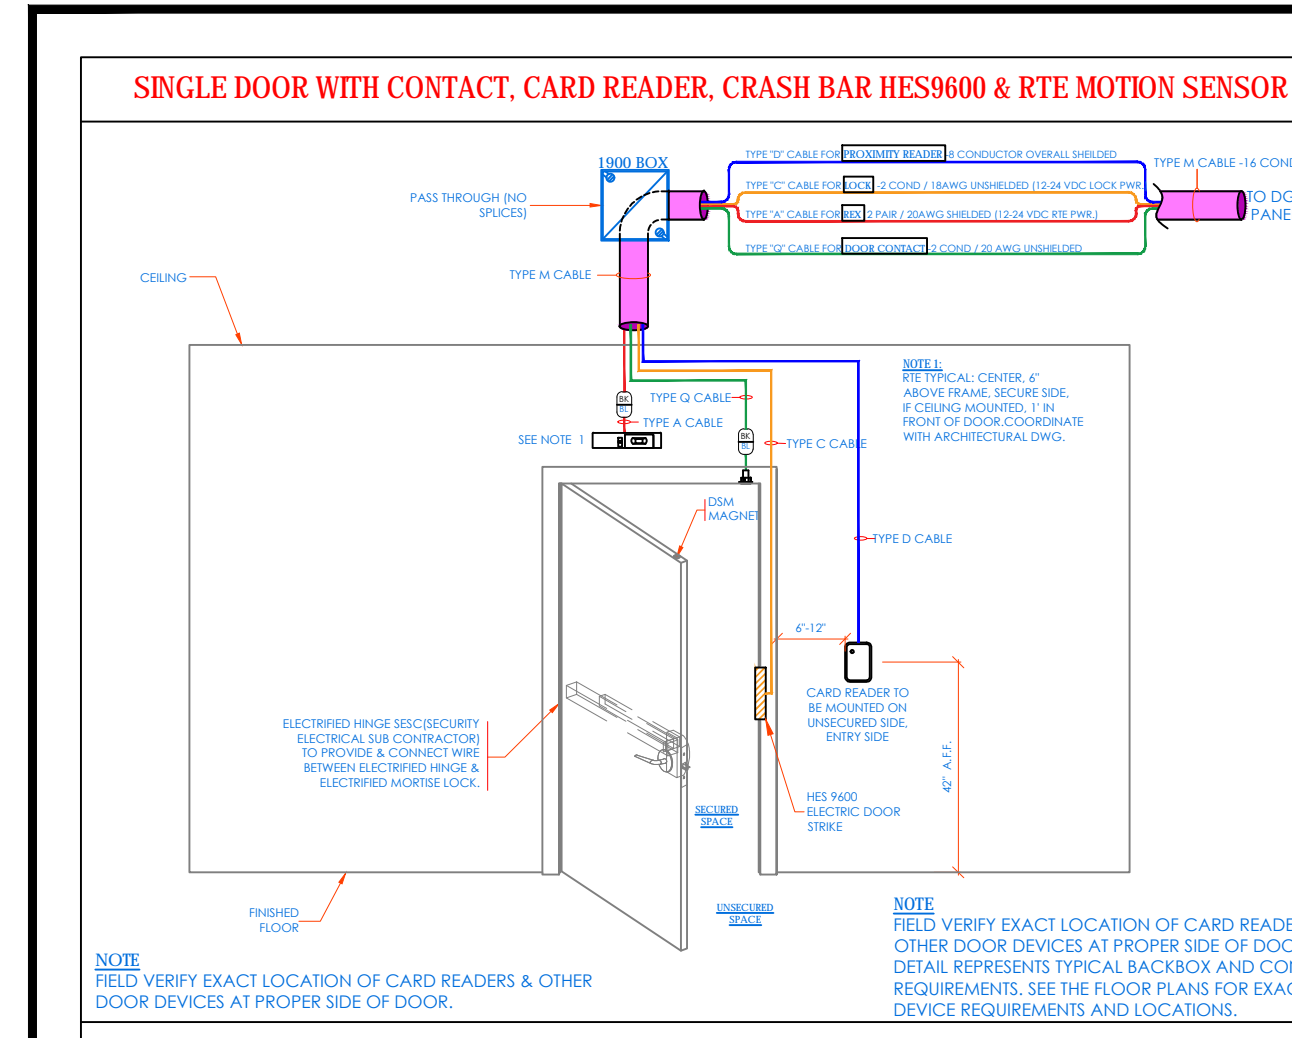 SINGLE DOOR WITH CONTACT, CARD READER, CRASH BAR HES9600 & RTE MOTION SENSOR
1900 BOX
PASS THROUGH (NO
SPLICES)
TYPE "D" CABLE FOR PROXIMITY READER -8 CONDUCTOR OVERALL SHEILDED
TYPE "C" CABLE FOR LOCK -2 COND / 18AWG UNSHIELDED (12-24 VDC LOCK PWR.
TYPE "A" CABLE FOR REX 2 PAIR / 20AWG SHIELDED (12-24 VDC RTE PWR.)
TYPE "Q" CABLE FOR DOOR CONTACT -2 COND / 20 AWG UNSHIELDED
TYPE M CABLE -16 COND
TO DG
PANE
TYPE M CABLE
CEILING
NOTE 1:
RTE TYPICAL: CENTER, 6"
ABOVE FRAME, SECURE SIDE,
IF CEILING MOUNTED, 1' IN
FRONT OF DOOR.COORDINATE
WITH ARCHITECTURAL DWG.
BK
BL
TYPE Q CABLE
TYPE A CABLE
SEE NOTE 1
BK
BL
TYPE C CABLE
DSM
MAGNET
TYPE D CABLE
6"-12"
CARD READER TO
BE MOUNTED ON
UNSECURED SIDE,
ENTRY SIDE
42" A.F.F.
ELECTRIFIED HINGE SESC(SECURITY
ELECTRICAL SUB CONTRACTOR)
TO PROVIDE & CONNECT WIRE
BETWEEN ELECTRIFIED HINGE &
ELECTRIFIED MORTISE LOCK.
HES 9600
ELECTRIC DOOR
STRIKE
SECURED
SPACE
UNSECURED
SPACE
FINISHED
FLOOR
NOTE
FIELD VERIFY EXACT LOCATION OF CARD READERS & OTHER
DOOR DEVICES AT PROPER SIDE OF DOOR.
NOTE
FIELD VERIFY EXACT LOCATION OF CARD READE
OTHER DOOR DEVICES AT PROPER SIDE OF DOO
DETAIL REPRESENTS TYPICAL BACKBOX AND CON
REQUIREMENTS. SEE THE FLOOR PLANS FOR EXAC
DEVICE REQUIREMENTS AND LOCATIONS.